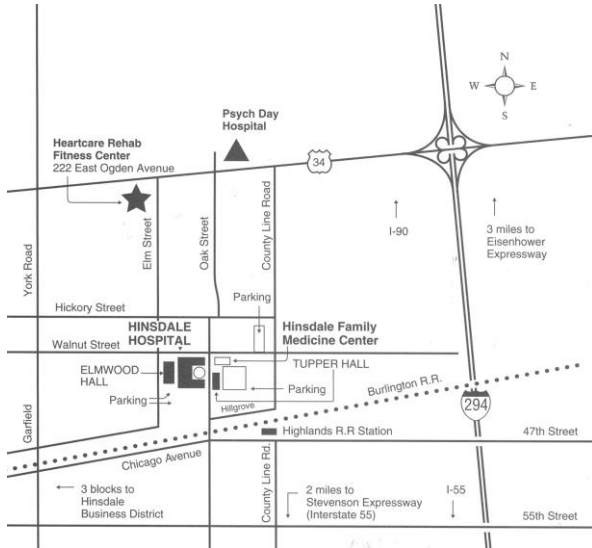 N
W E
S
Psych Day
Hospital
Heartcare Rehab
Fitness Center
222 East Ogden Avenue
34
York Road
Elm Street
Oak Street
County Line Road
I-90
3 miles to
Eisenhower
Expressway
Hickory Street
Parking
Walnut Street
HINSDALE
HOSPITAL
Hinsdale Family
Medicine Center
ELMWOOD
HALL
TUPPER HALL
Parking
Parking
Hillgrove
Burlington R.R.
294
Garfield
Highlands R.R Station
47th Street
Chicago Avenue
County Line Rd.
3 blocks to
Hinsdale
Business District
2 miles to
Stevenson Expressway
(Interstate 55)
I-55
55th Street